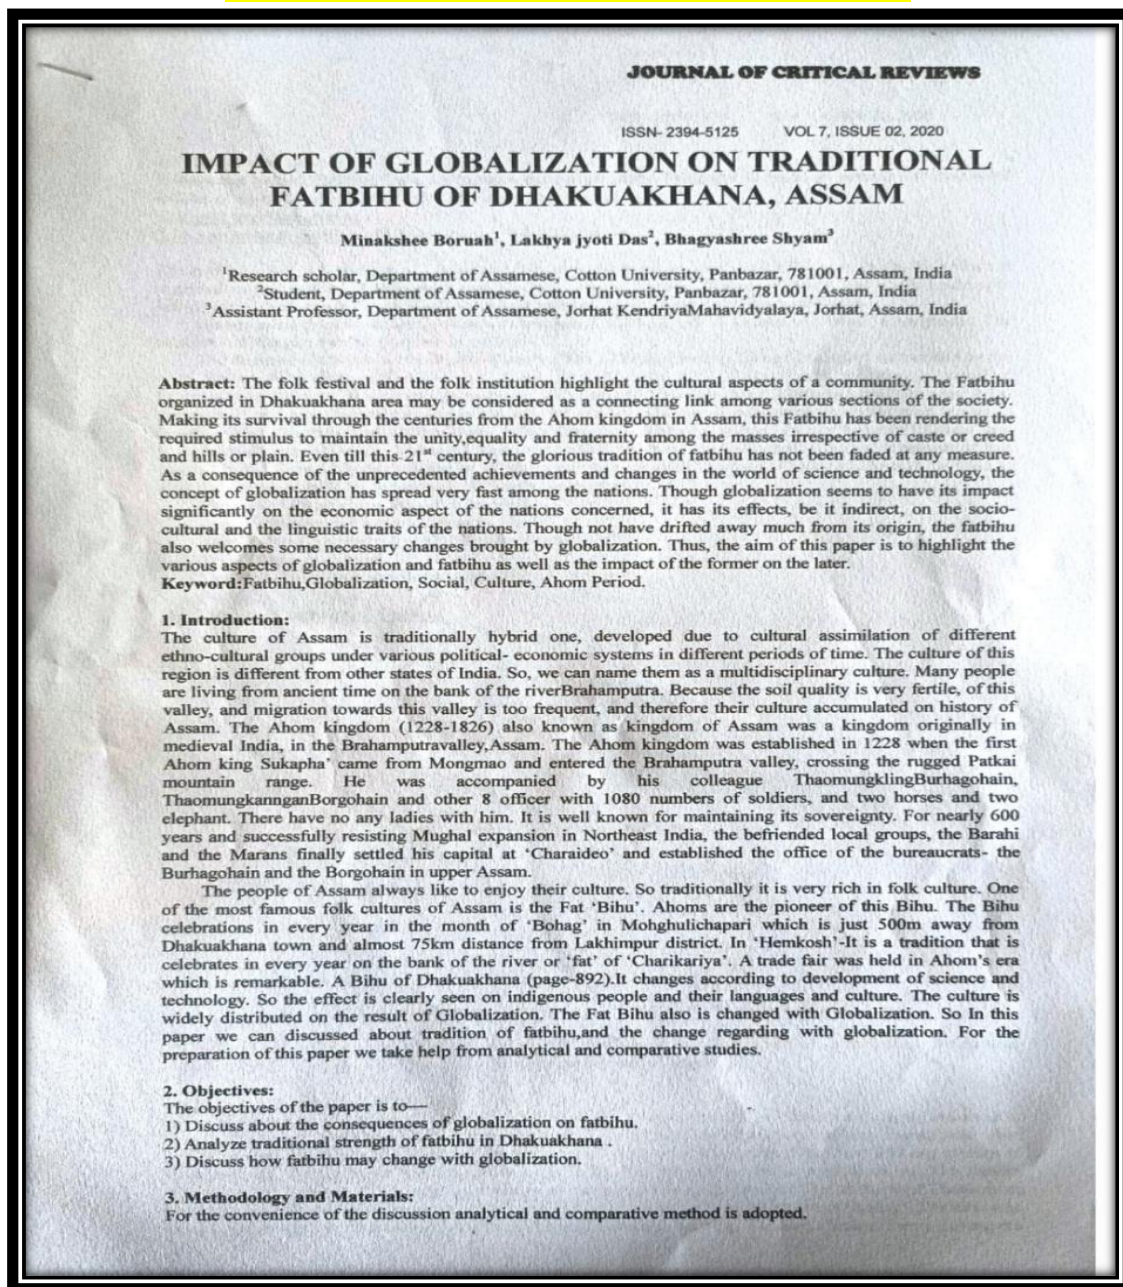 JOURNAL OF CRITICAL REVIEWS
ISSN- 2394-5125 VOL 7, ISSUE 02, 2020
IMPACT OF GLOBALIZATION ON TRADITIONAL
FATBIHU OF DHAKUAKHANA, ASSAM
Minakshee Boruah¹, Lakhya jyoti Das², Bhagyashree Shyam³
¹Research scholar, Department of Assamese, Cotton University, Panbazar, 781001, Assam, India
²Student, Department of Assamese, Cotton University, Panbazar, 781001, Assam, India
³Assistant Professor, Department of Assamese, Jorhat KendriyaMahavidyalaya, Jorhat, Assam, India
Abstract: The folk festival and the folk institution highlight the cultural aspects of a community. The Fatbihu
organized in Dhakuakhana area may be considered as a connecting link among various sections of the society.
Making its survival through the centuries from the Ahom kingdom in Assam, this Fatbihu has been rendering the
required stimulus to maintain the unity,equality and fraternity among the masses irrespective of caste or creed
and hills or plain. Even till this 21st century, the glorious tradition of fatbihu has not been faded at any measure.
As a consequence of the unprecedented achievements and changes in the world of science and technology, the
concept of globalization has spread very fast among the nations. Though globalization seems to have its impact
significantly on the economic aspect of the nations concerned, it has its effects, be it indirect, on the socio-
cultural and the linguistic traits of the nations. Though not have drifted away much from its origin, the fatbihu
also welcomes some necessary changes brought by globalization. Thus, the aim of this paper is to highlight the
various aspects of globalization and fatbihu as well as the impact of the former on the later.
Keyword:Fatbihu,Globalization, Social, Culture, Ahom Period.
1. Introduction:
The culture of Assam is traditionally hybrid one, developed due to cultural assimilation of different
ethno-cultural groups under various political- economic systems in different periods of time. The culture of this
region is different from other states of India. So, we can name them as a multidisciplinary culture. Many people
are living from ancient time on the bank of the riverBrahamputra. Because the soil quality is very fertile, of this
valley, and migration towards this valley is too frequent, and therefore their culture accumulated on history of
Assam. The Ahom kingdom (1228-1826) also known as kingdom of Assam was a kingdom originally in
medieval India, in the Brahamputravalley,Assam. The Ahom kingdom was established in 1228 when the first
Ahom king Sukapha' came from Mongmao and entered the Brahamputra valley, crossing the rugged Patkai
mountain range. He was accompanied by his colleague ThaomungklingBurhagohain,
ThaomungkannganBorgohain and other 8 officer with 1080 numbers of soldiers, and two horses and two
elephant. There have no any ladies with him. It is well known for maintaining its sovereignty. For nearly 600
years and successfully resisting Mughal expansion in Northeast India, the befriended local groups, the Barahi
and the Marans finally settled his capital at 'Charaideo' and established the office of the bureaucrats- the
Burhagohain and the Borgohain in upper Assam.
The people of Assam always like to enjoy their culture. So traditionally it is very rich in folk culture. One
of the most famous folk cultures of Assam is the Fat 'Bihu'. Ahoms are the pioneer of this Bihu. The Bihu
celebrations in every year in the month of 'Bohag' in Mohghulichapari which is just 500m away from
Dhakuakhana town and almost 75km distance from Lakhimpur district. In 'Hemkosh'-It is a tradition that is
celebrates in every year on the bank of the river or 'fat' of 'Charikariya'. A trade fair was held in Ahom's era
which is remarkable. A Bihu of Dhakuakhana (page-892).It changes according to development of science and
technology. So the effect is clearly seen on indigenous people and their languages and culture. The culture is
widely distributed on the result of Globalization. The Fat Bihu also is changed with Globalization. So In this
paper we can discussed about tradition of fatbihu,and the change regarding with globalization. For the
preparation of this paper we take help from analytical and comparative studies.
2. Objectives:
The objectives of the paper is to—
1) Discuss about the consequences of globalization on fatbihu.
2) Analyze traditional strength of fatbihu in Dhakuakhana .
3) Discuss how fatbihu may change with globalization.
3. Methodology and Materials:
For the convenience of the discussion analytical and comparative method is adopted.